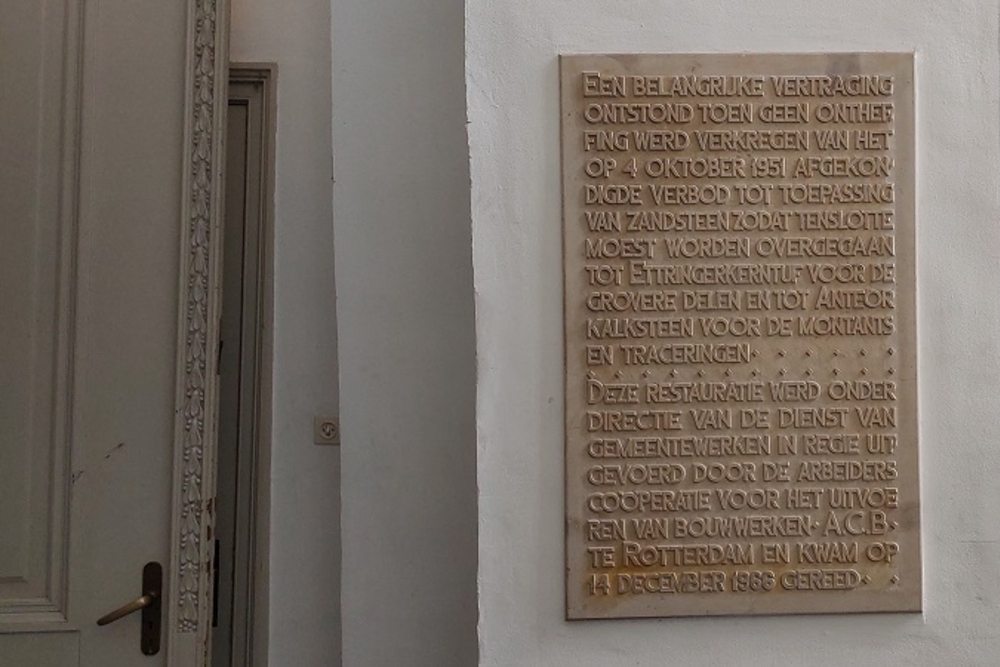 EEN BELANGRIJKE VERTRAGING
ONTSTOND TOEN GEEN ONTHEF
FING WERD VERKREGEN VAN HET
OP 4 OKTOBER 1951 AFGEKON·
DIGDE VERBOD TOT TOEPASSING
VAN ZANDSTEEN ZODAT TENSLOTTE
MOEST WORDEN OVERGEGAAN
TOT ETTRINGERKERNTUF VOOR DE
GROVERE DELEN EN TOT ANTEOR
KALKSTEEN VOOR DE MONTANTS
EN TRACERINGEN· · · · · ·
· · · · · · · · · · · ·
DEZE RESTAURATIE WERD ONDER
DIRECTIE VAN DE DIENST VAN
GEMEENTEWERKEN IN REGIE UIT
GEVOERD DOOR DE ARBEIDERS
COÖPERATIE VOOR HET UITVOE
REN VAN BOUWWERKEN· A.C.B·
TE ROTTERDAM EN KWAM OP
14 DECEMBER 1966 GEREED· ·